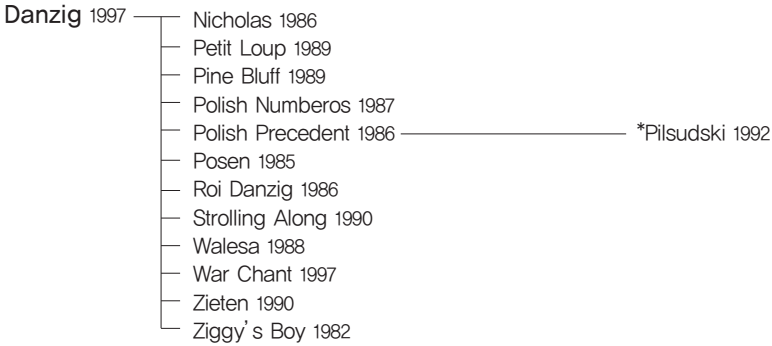 Danzig 1997
Nicholas 1986
Petit Loup 1989
Pine Bluff 1989
Polish Numberos 1987
Polish Precedent 1986 *Pilsudski 1992
Posen 1985
Roi Danzig 1986
Strolling Along 1990
Walesa 1988
War Chant 1997
Zieten 1990
Ziggy's Boy 1982